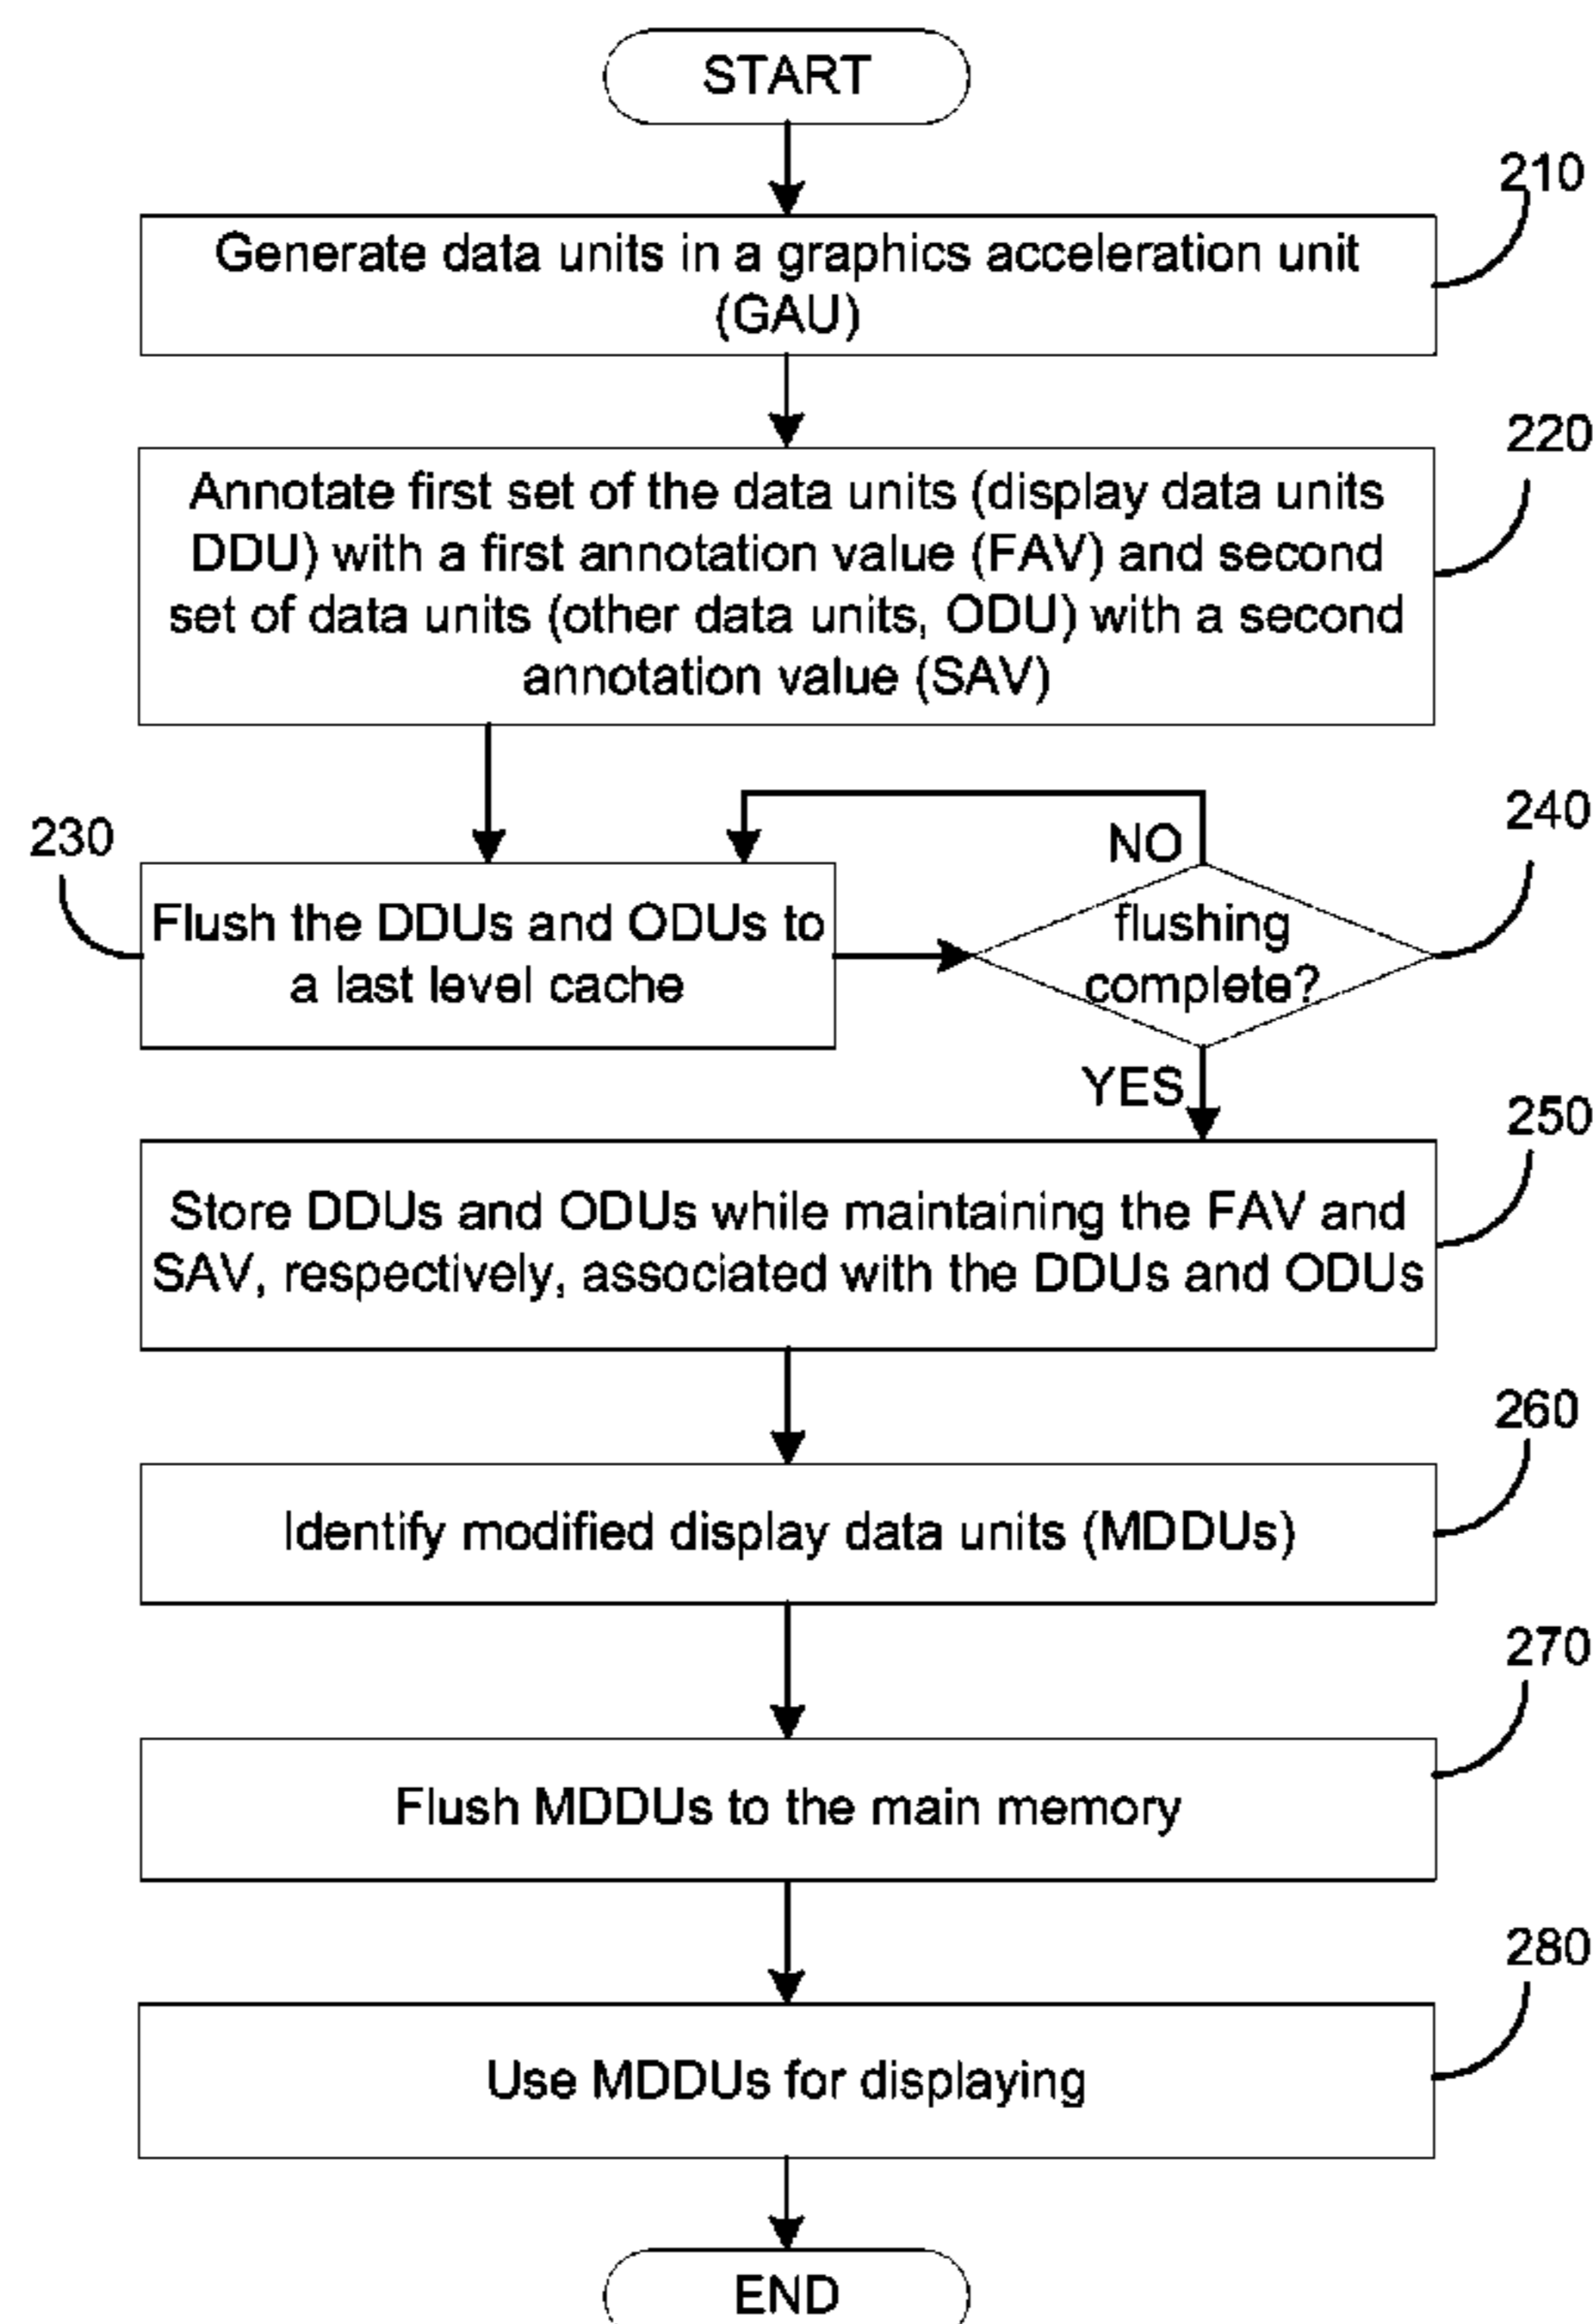 START
210
Generate data units in a graphics acceleration unit
(GAU)
220
Annotate first set of the data units (display data units
DDU) with a first annotation value (FAV) and second
set of data units (other data units, ODU) with a second
annotation value (SAV)
230
Flush the DDUs and ODUs to
a last level cache
NO
240
flushing
complete?
YES
250
Store DDUs and ODUs while maintaining the FAV and
SAV, respectively, associated with the DDUs and ODUs
260
Identify modified display data units (MDDUs)
270
Flush MDDUs to the main memory
280
Use MDDUs for displaying
END